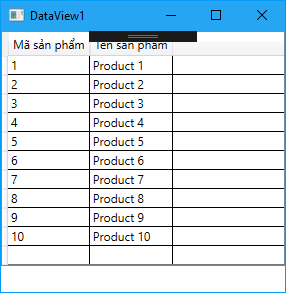 DataView1
Mã sản phẩm Tên sản phẩm
1 Product 1
2 Product 2
3 Product 3
4 Product 4
5 Product 5
6 Product 6
7 Product 7
8 Product 8
9 Product 9
10 Product 10